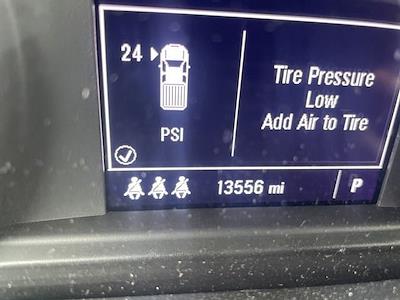 24
Tire Pressure
Low
Add Air to Tire
PSI
13556 mi
P